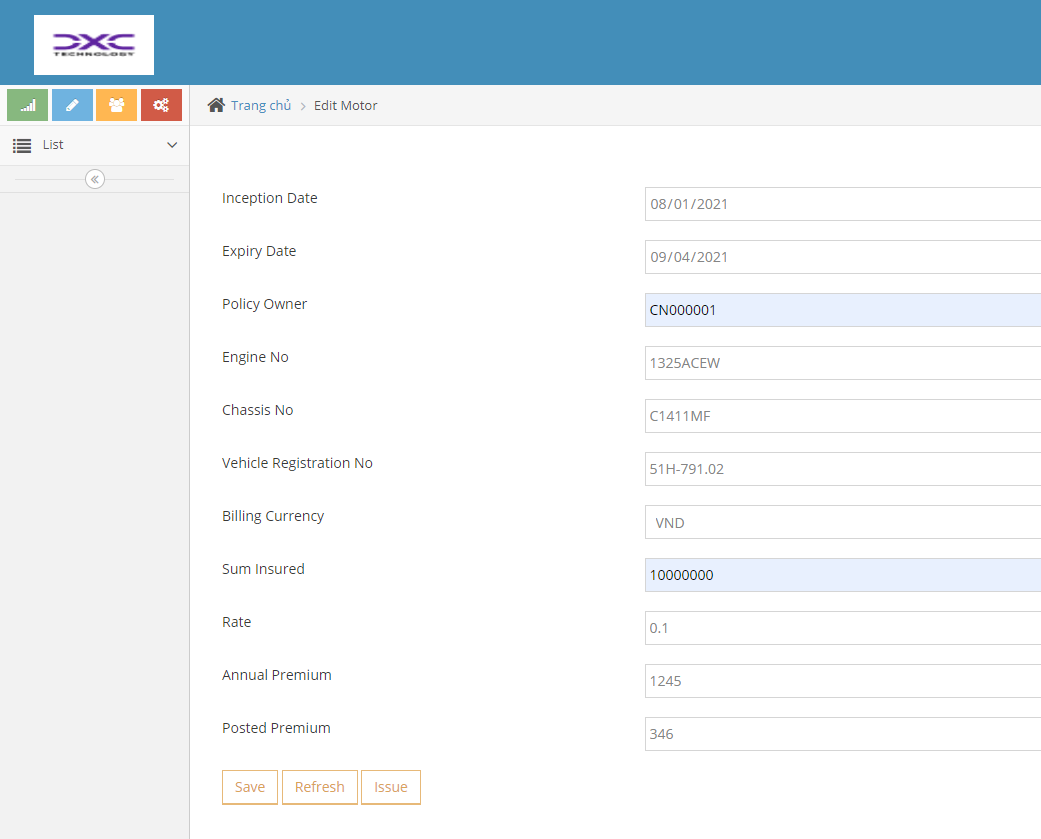 DXC
TECHNOLOGY
Trang chủ > Edit Motor
List
Inception Date 08/01/2021
Expiry Date 09/04/2021
Policy Owner CN000001
Engine No 1325ACEW
Chassis No C1411MF
Vehicle Registration No 51H-791.02
Billing Currency VND
Sum Insured 10000000
Rate 0.1
Annual Premium 1245
Posted Premium 346
Save Refresh Issue